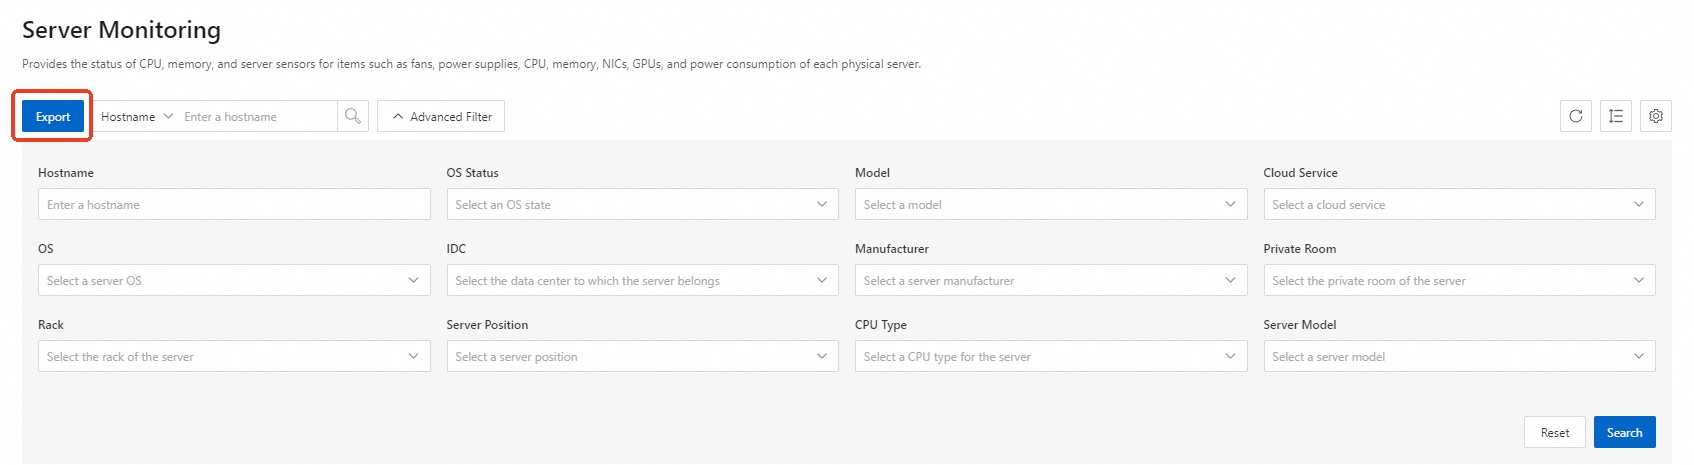 Server Monitoring
Provides the status of CPU, memory, and server sensors for items such as fans, power supplies, CPU, memory, NICs, GPUs, and power consumption of each physical server.
Export Hostname Enter a hostname Advanced Filter
Hostname OS Status Model Cloud Service
Enter a hostname Select an OS state Select a model Select a cloud service
OS IDC Manufacturer Private Room
Select a server OS Select the data center to which the server belongs Select a server manufacturer Select the private room of the server
Rack Server Position CPU Type Server Model
Select the rack of the server Select a server position Select a CPU type for the server Select a server model
Reset Search